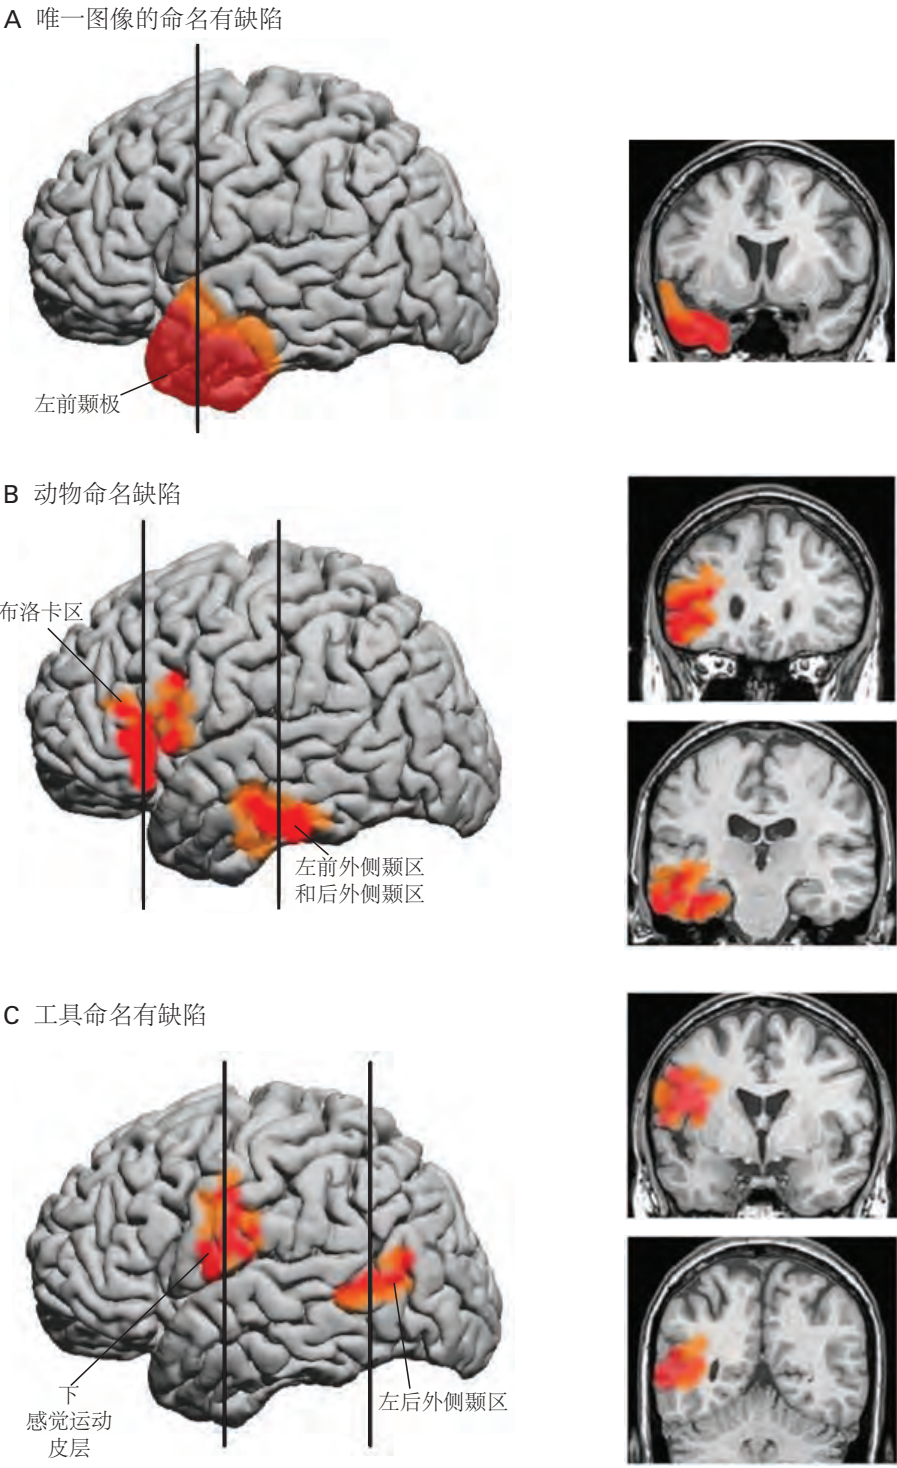 A 唯一图像的命名有缺陷
左前颞极
B 动物命名缺陷
布洛卡区
左前外侧颞区
和后外侧颞区
C 工具命名有缺陷
下
感觉运动
皮层
左后外侧颞区